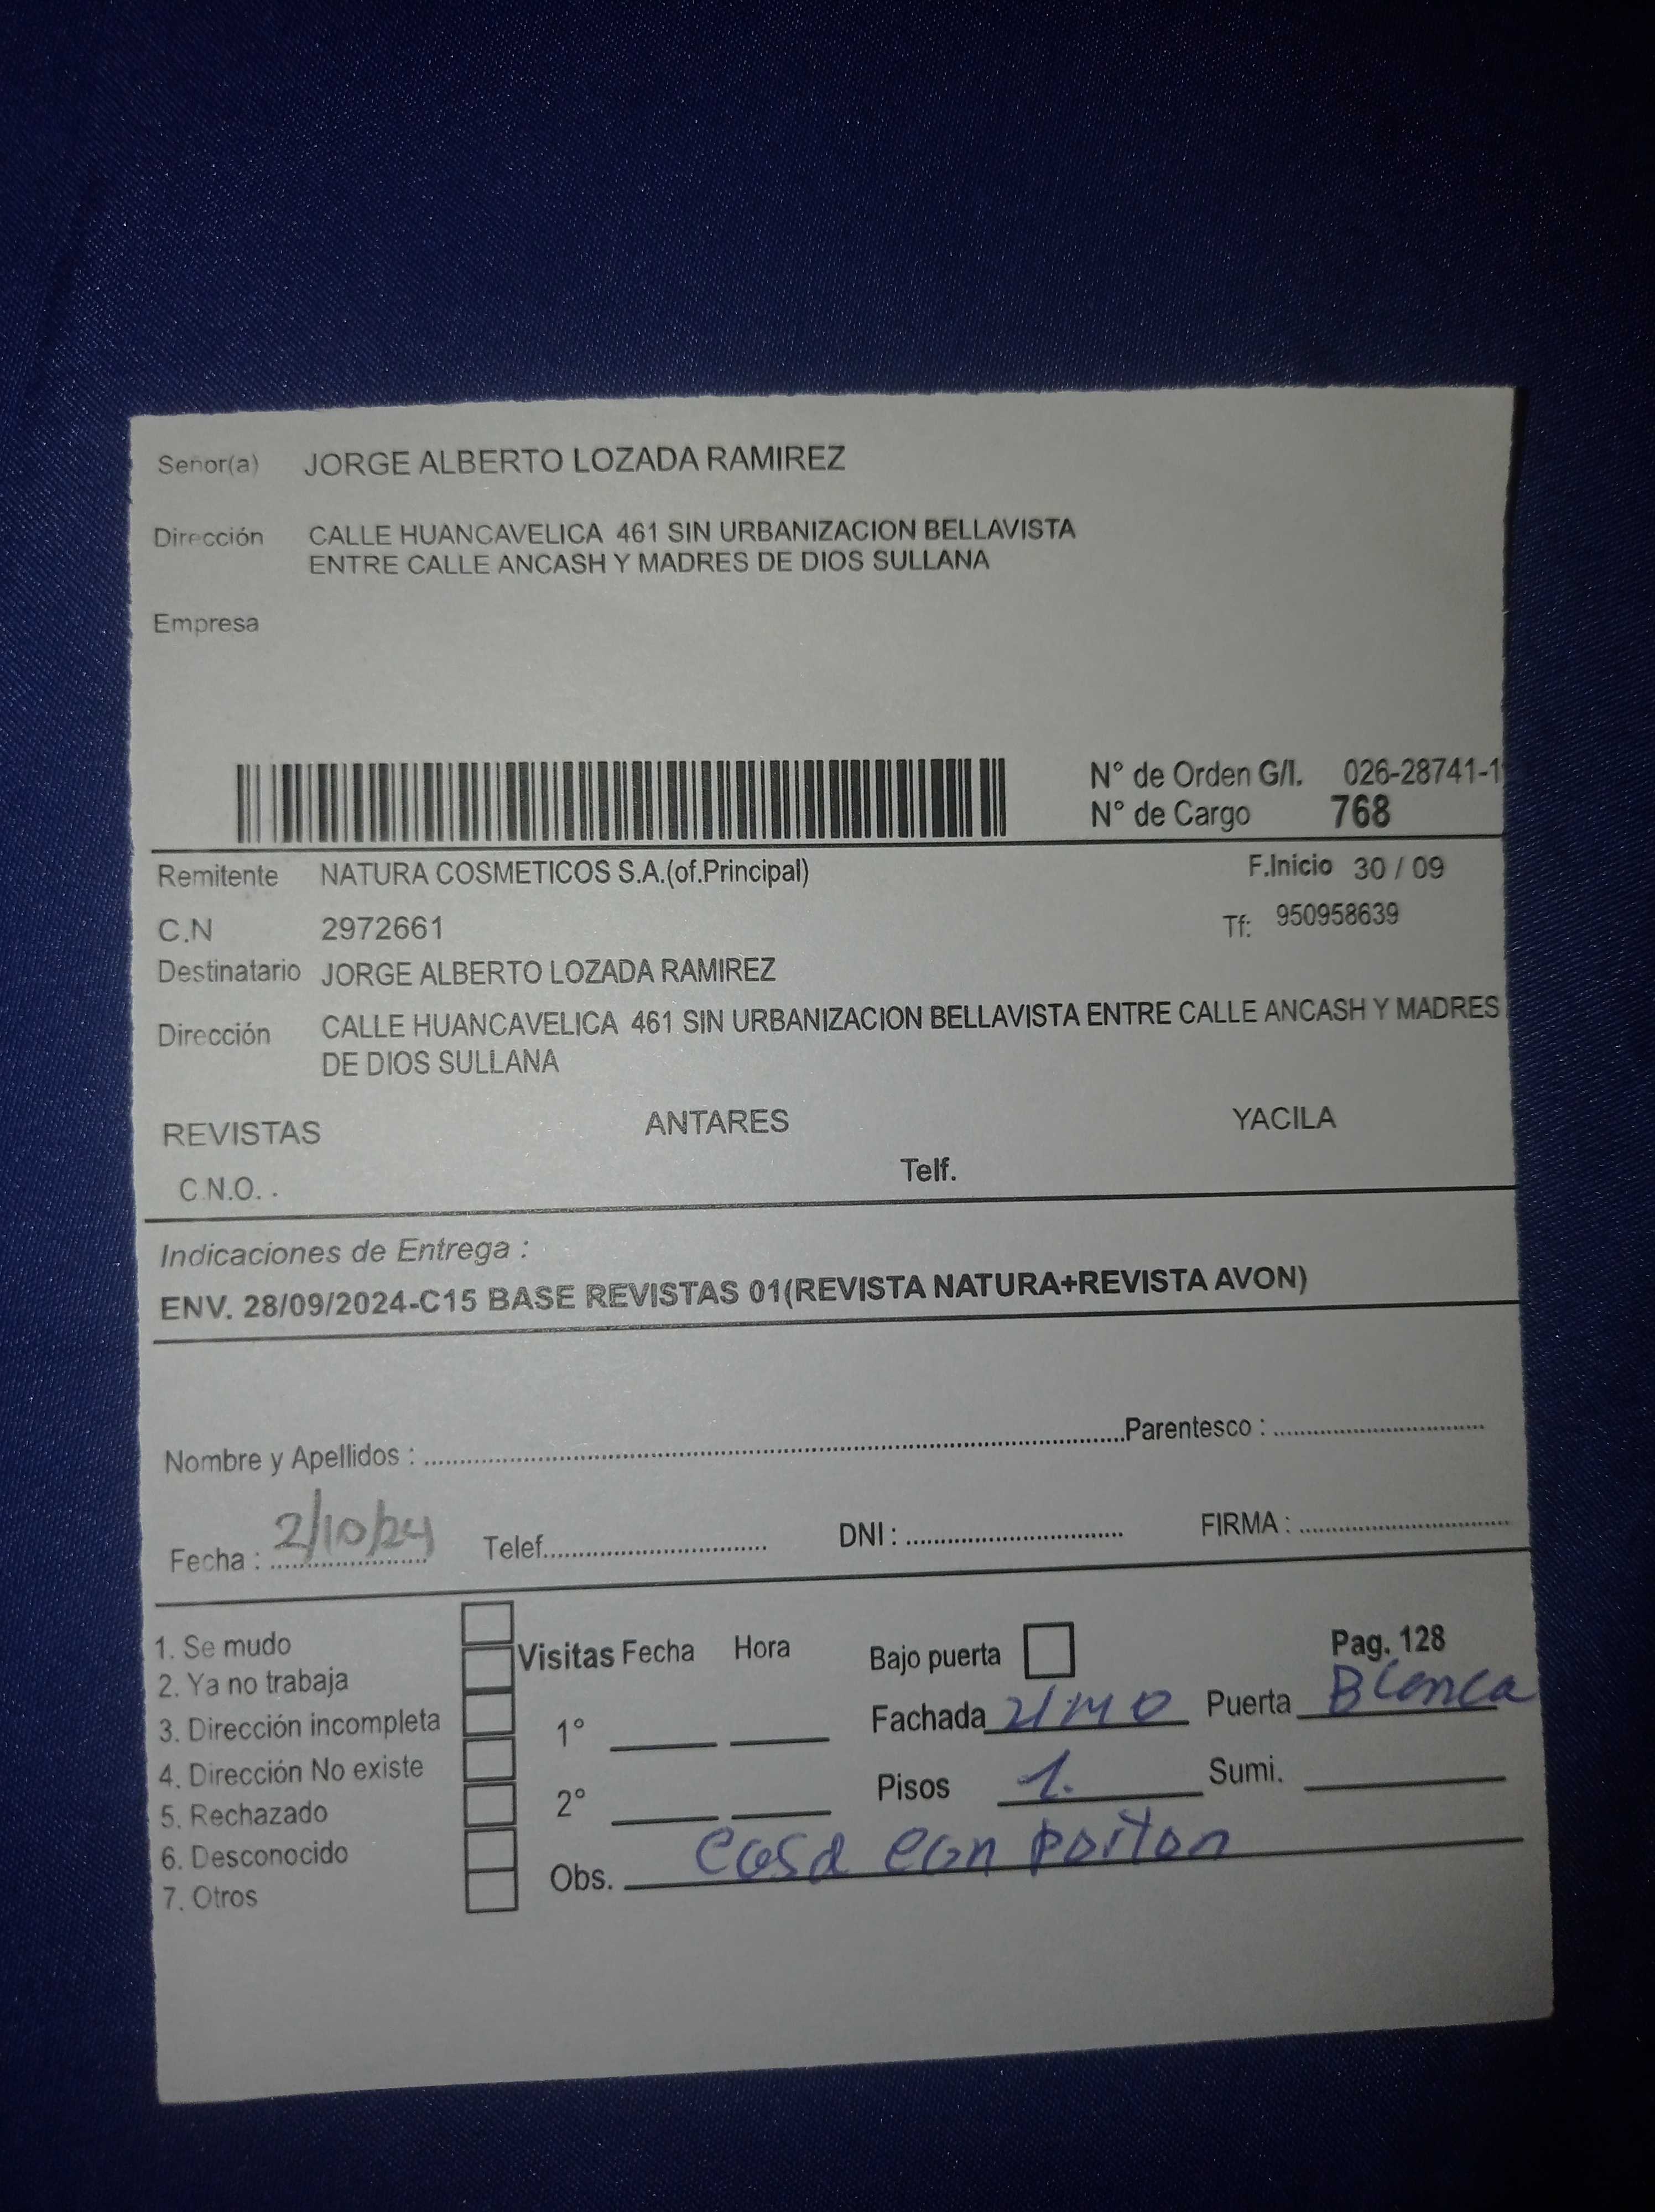 Señor(a) JORGE ALBERTO LOZADA RAMIREZ
Dirección CALLE HUANCAVELICA 461 SIN URBANIZACION BELLAVISTA
ENTRE CALLE ANCASH Y MADRES DE DIOS SULLANA
Empresa
N° de Orden G/I. 026-28741-1
N° de Cargo 768
Remitente NATURA COSMETICOS S.A.(of.Principal) F.Inicio 30 / 09
C.N 2972661 Tf: 950958639
Destinatario JORGE ALBERTO LOZADA RAMIREZ
Dirección CALLE HUANCAVELICA 461 SIN URBANIZACION BELLAVISTA ENTRE CALLE ANCASH Y MADRES
DE DIOS SULLANA
REVISTAS ANTARES YACILA
C.N.O. . Telf.
Indicaciones de Entrega :
ENV. 28/09/2024-C15 BASE REVISTAS 01(REVISTA NATURA+REVISTA AVON)
Nombre y Apellidos : Parentesco :
Fecha : 2/10/24 Telef. DNI : FIRMA :
1. Se mudo Visitas Fecha Hora Bajo puerta Pag. 128
2. Ya no trabaja Fachada Puerta Blanca
3. Dirección incompleta 1°
4. Dirección No existe Pisos 1. Sumi.
5. Rechazado 2°
6. Desconocido Obs. casa con porton
7. Otros